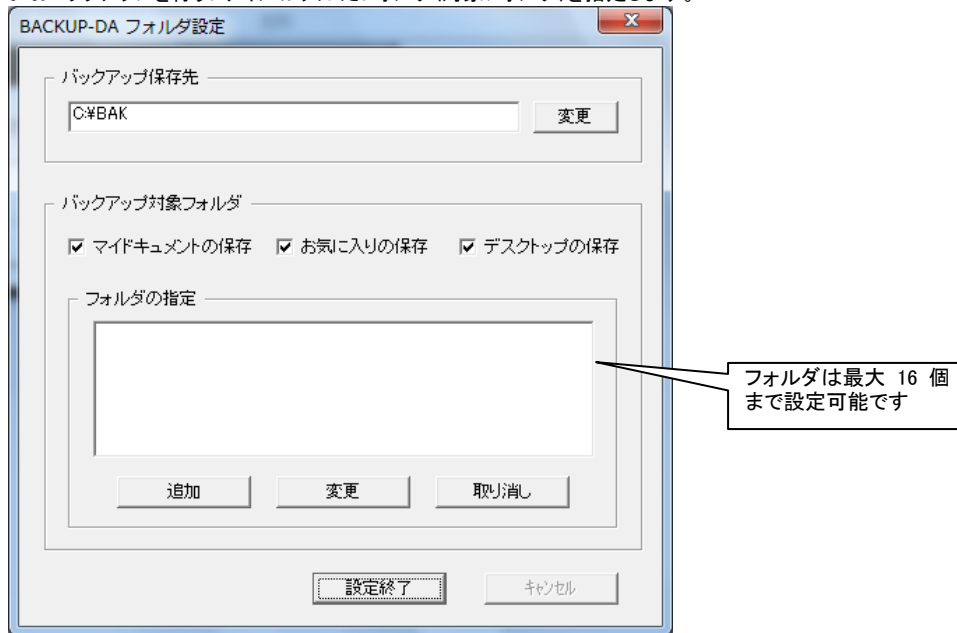 BACKUP-DA フォルダ設定
バックアップ保存先
C:¥BAK
変更
バックアップ対象フォルダ
マイドキュメントの保存 お気に入りの保存 デスクトップの保存
フォルダの指定
フォルダは最大 16 個
まで設定可能です
追加 変更 取り消し
設定終了 キャンセル